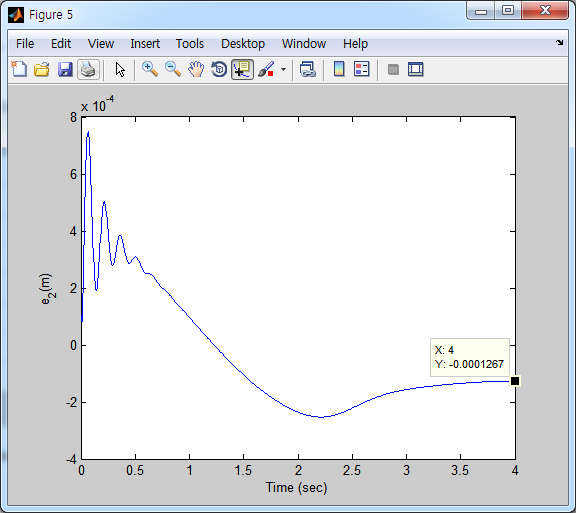 Figure 5
File Edit View Insert Tools Desktop Window Help
x 10^-4
8
6
4
2
0
-2
-4
e_2(m)
X: 4
Y: -0.0001267
0 0.5 1 1.5 2 2.5 3 3.5 4
Time (sec)